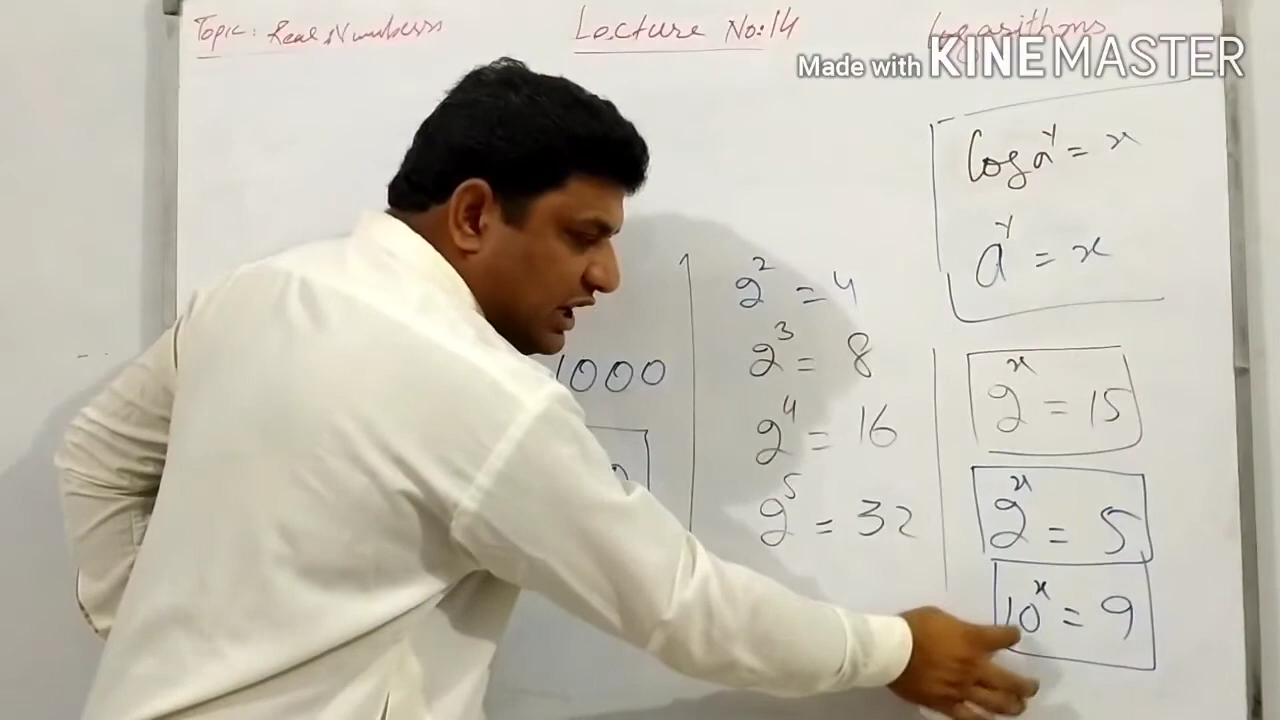 Topic: Real Numbers
Lecture No:14
Logarithms
Made with KINEMASTER
log a^y = x
a^y = x
1000
2^2 = 4
2^3 = 8
2^4 = 16
2^5 = 32
2^x = 15
2^x = 5
10^x = 9